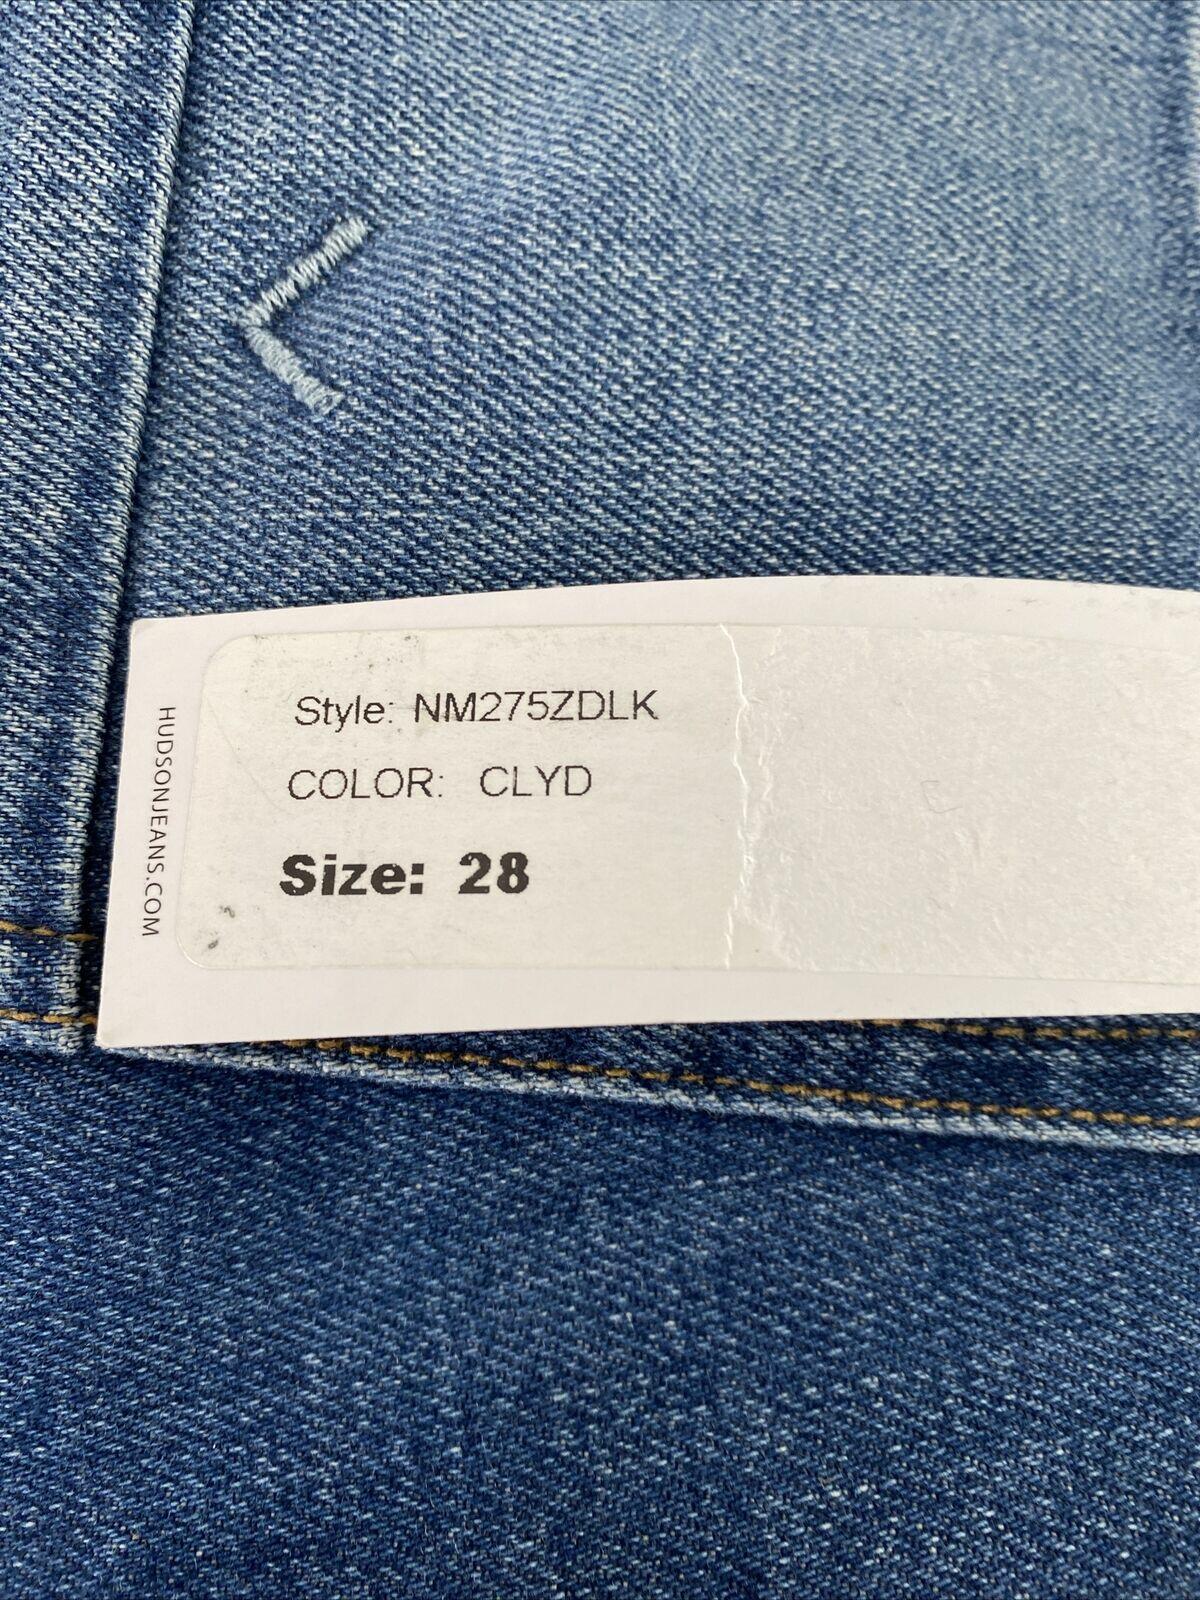 Style: NM275ZDLK
COLOR: CLYD
Size: 28
HUDSONJEANS.COM